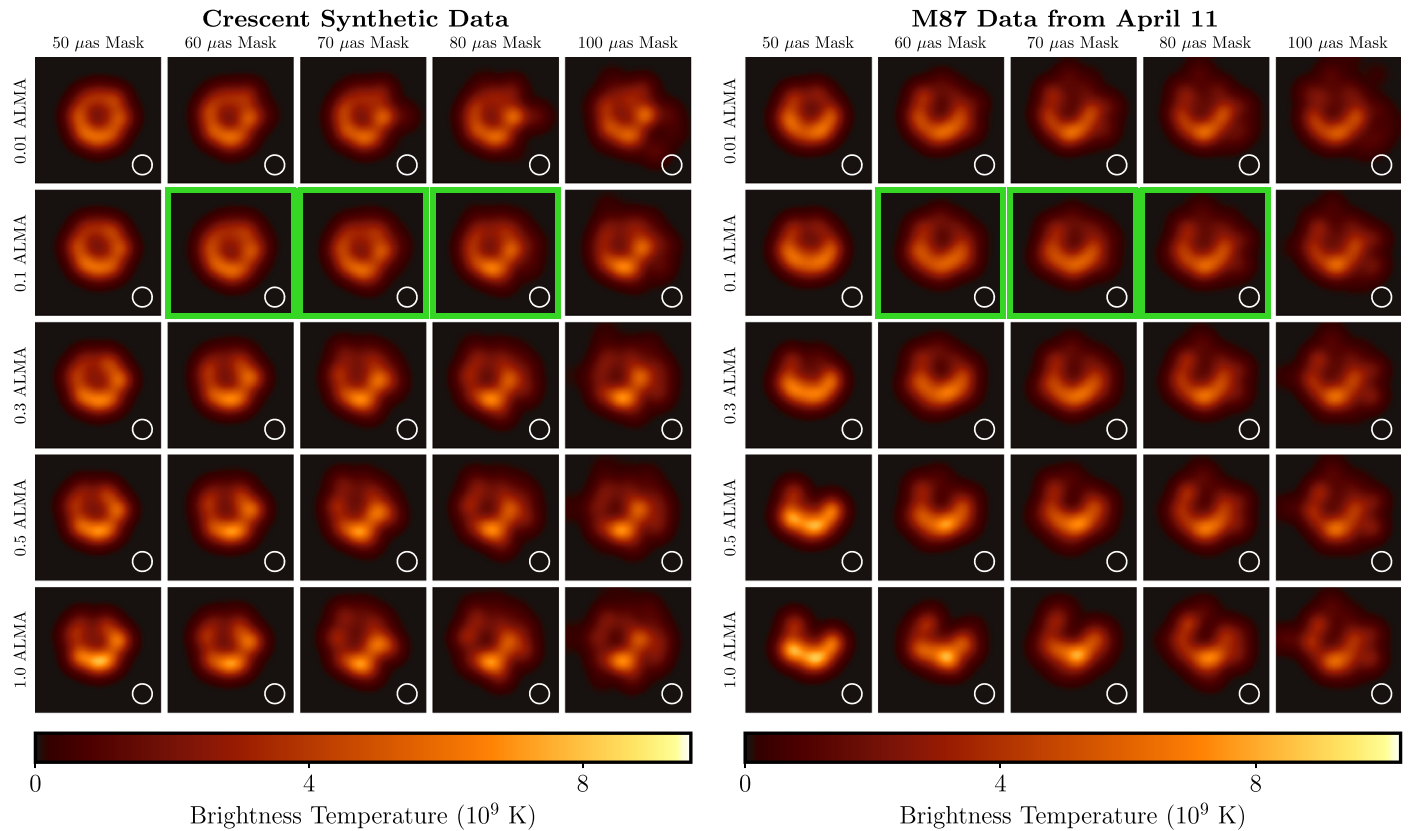 Crescent Synthetic Data
M87 Data from April 11
50 μas Mask 60 μas Mask 70 μas Mask 80 μas Mask 100 μas Mask
50 μas Mask 60 μas Mask 70 μas Mask 80 μas Mask 100 μas Mask
0.01 ALMA
0.1 ALMA
0.3 ALMA
0.5 ALMA
1.0 ALMA
0.01 ALMA
0.1 ALMA
0.3 ALMA
0.5 ALMA
1.0 ALMA
0 4 8
Brightness Temperature (10⁹ K)
0 4 8
Brightness Temperature (10⁹ K)